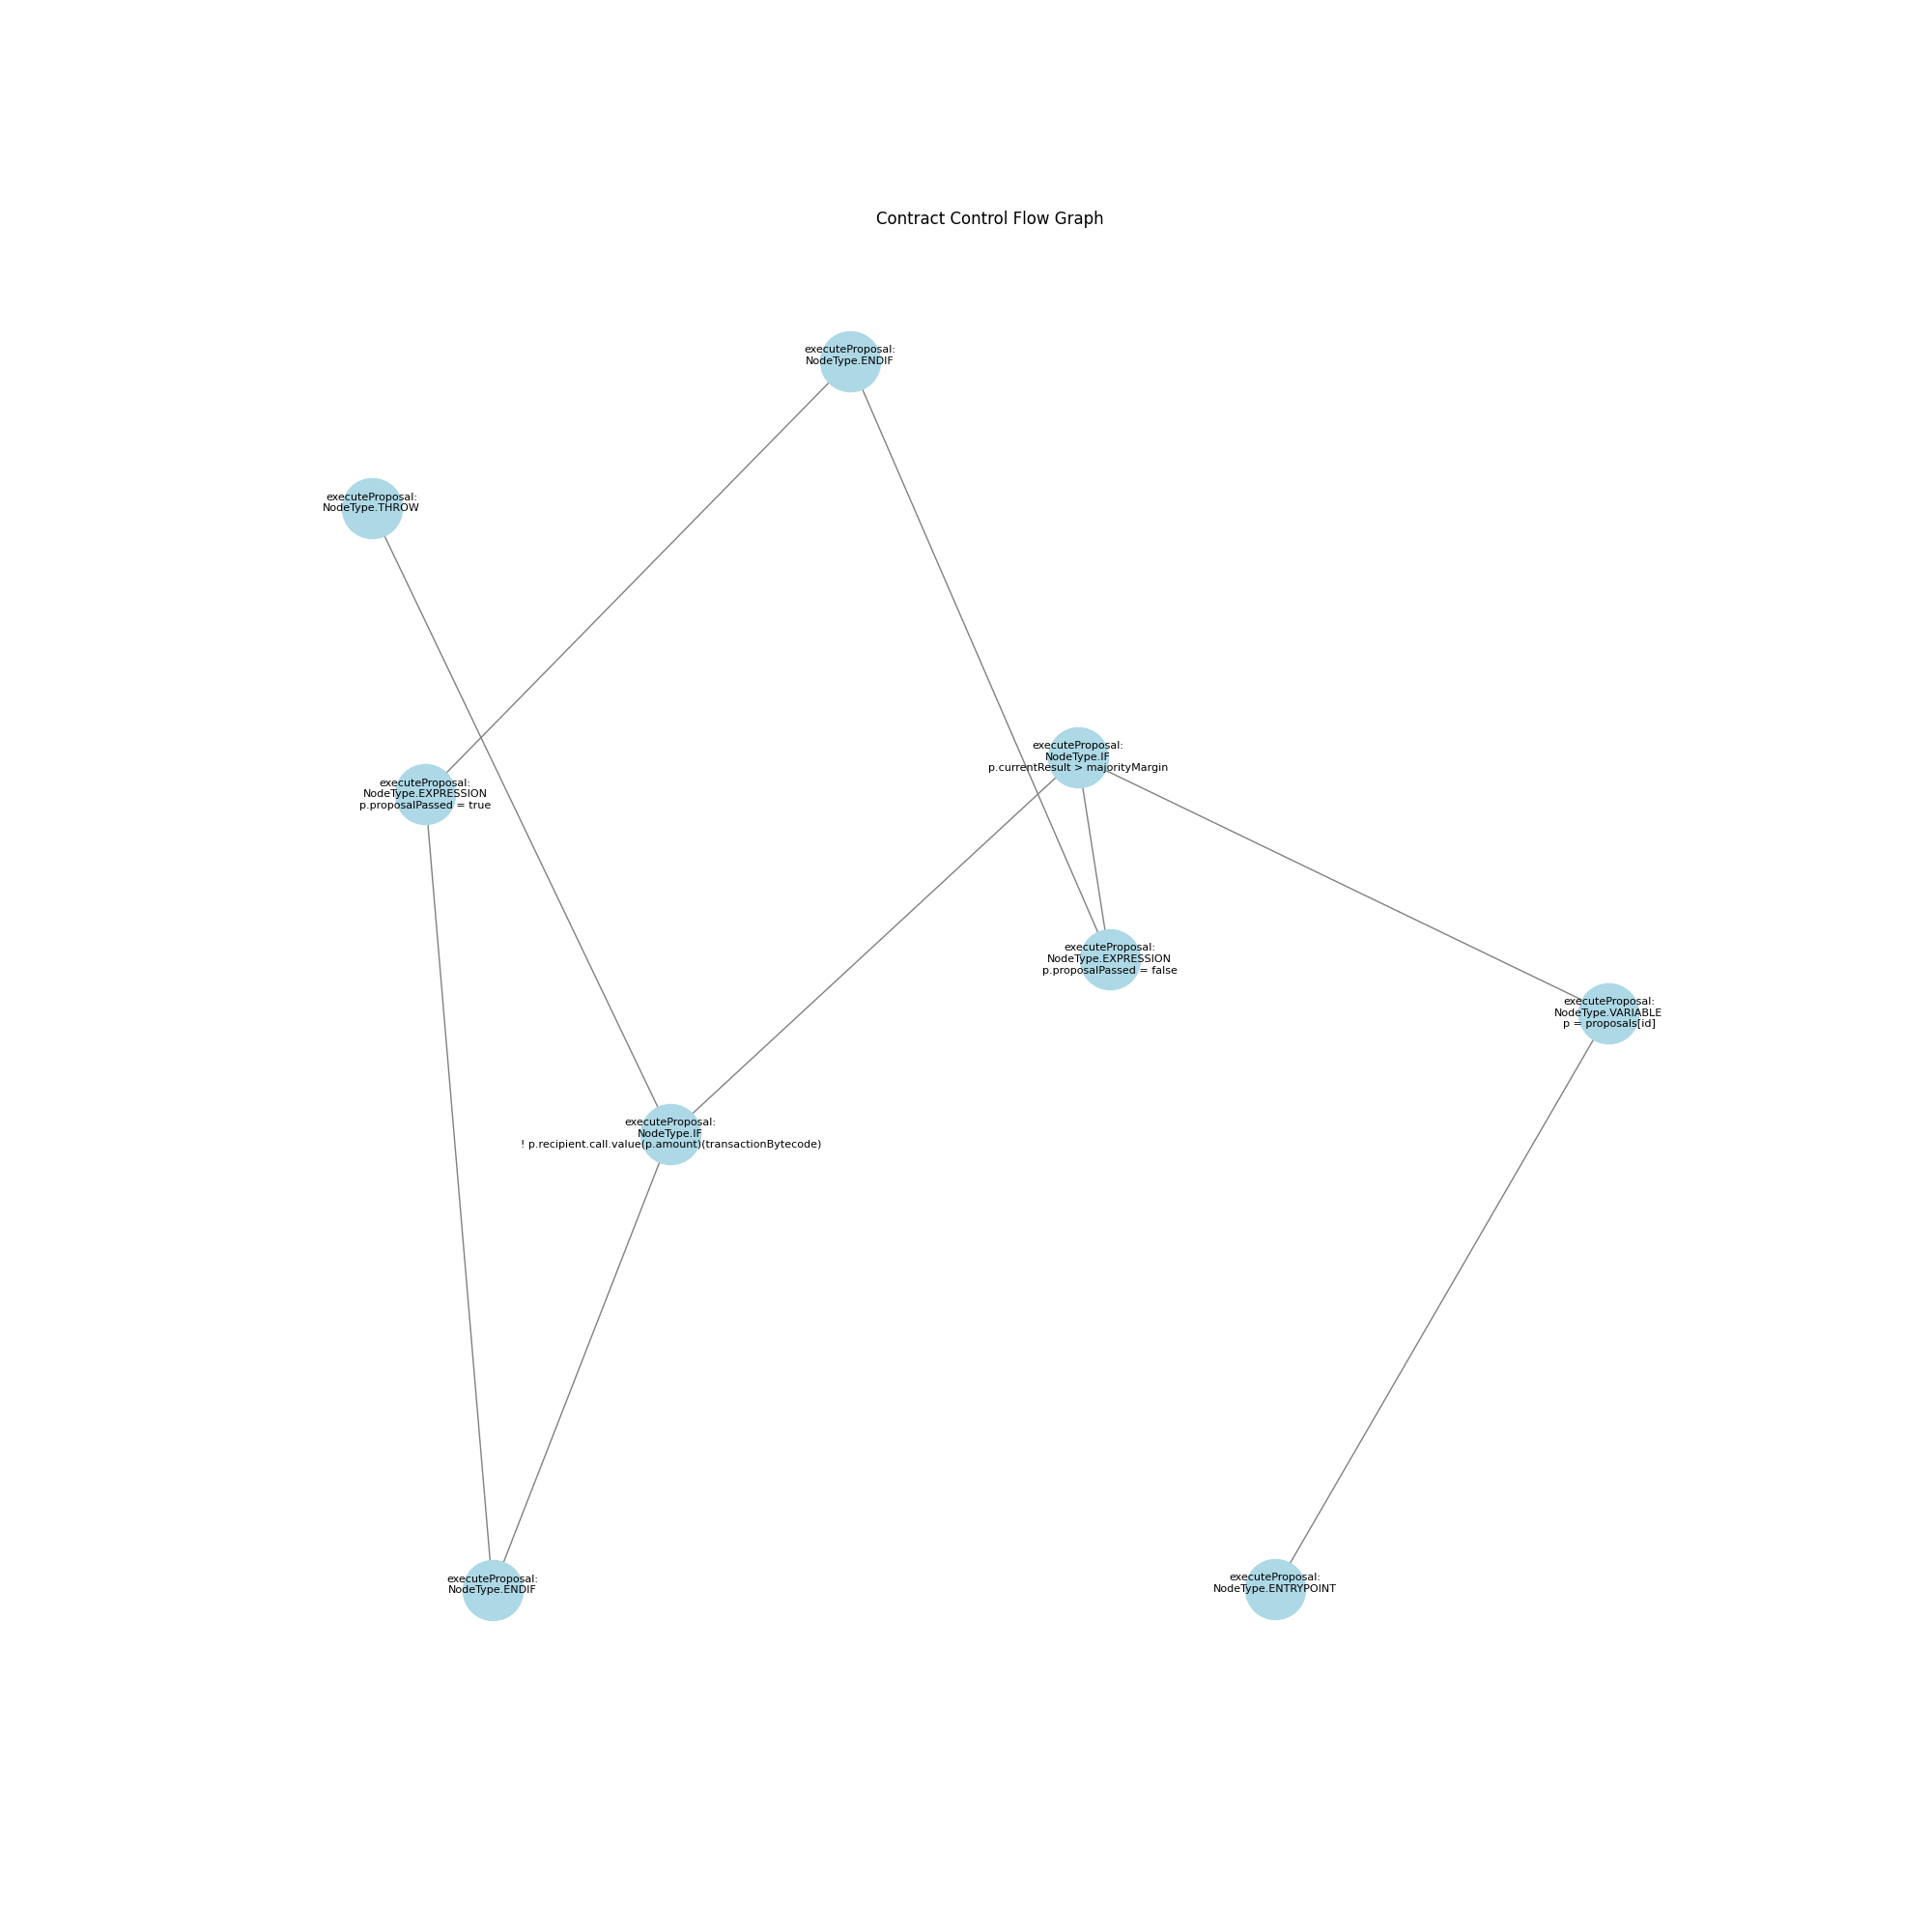 Contract Control Flow Graph
executeProposal:
NodeType.ENDIF
executeProposal:
NodeType.THROW
executeProposal:
NodeType.IF
p.currentResult > majorityMargin
executeProposal:
NodeType.EXPRESSION
p.proposalPassed = true
executeProposal:
NodeType.EXPRESSION
p.proposalPassed = false
executeProposal:
NodeType.VARIABLE
p = proposals[id]
executeProposal:
NodeType.IF
! p.recipient.call.value(p.amount)(transactionBytecode)
executeProposal:
NodeType.ENDIF
executeProposal:
NodeType.ENTRYPOINT